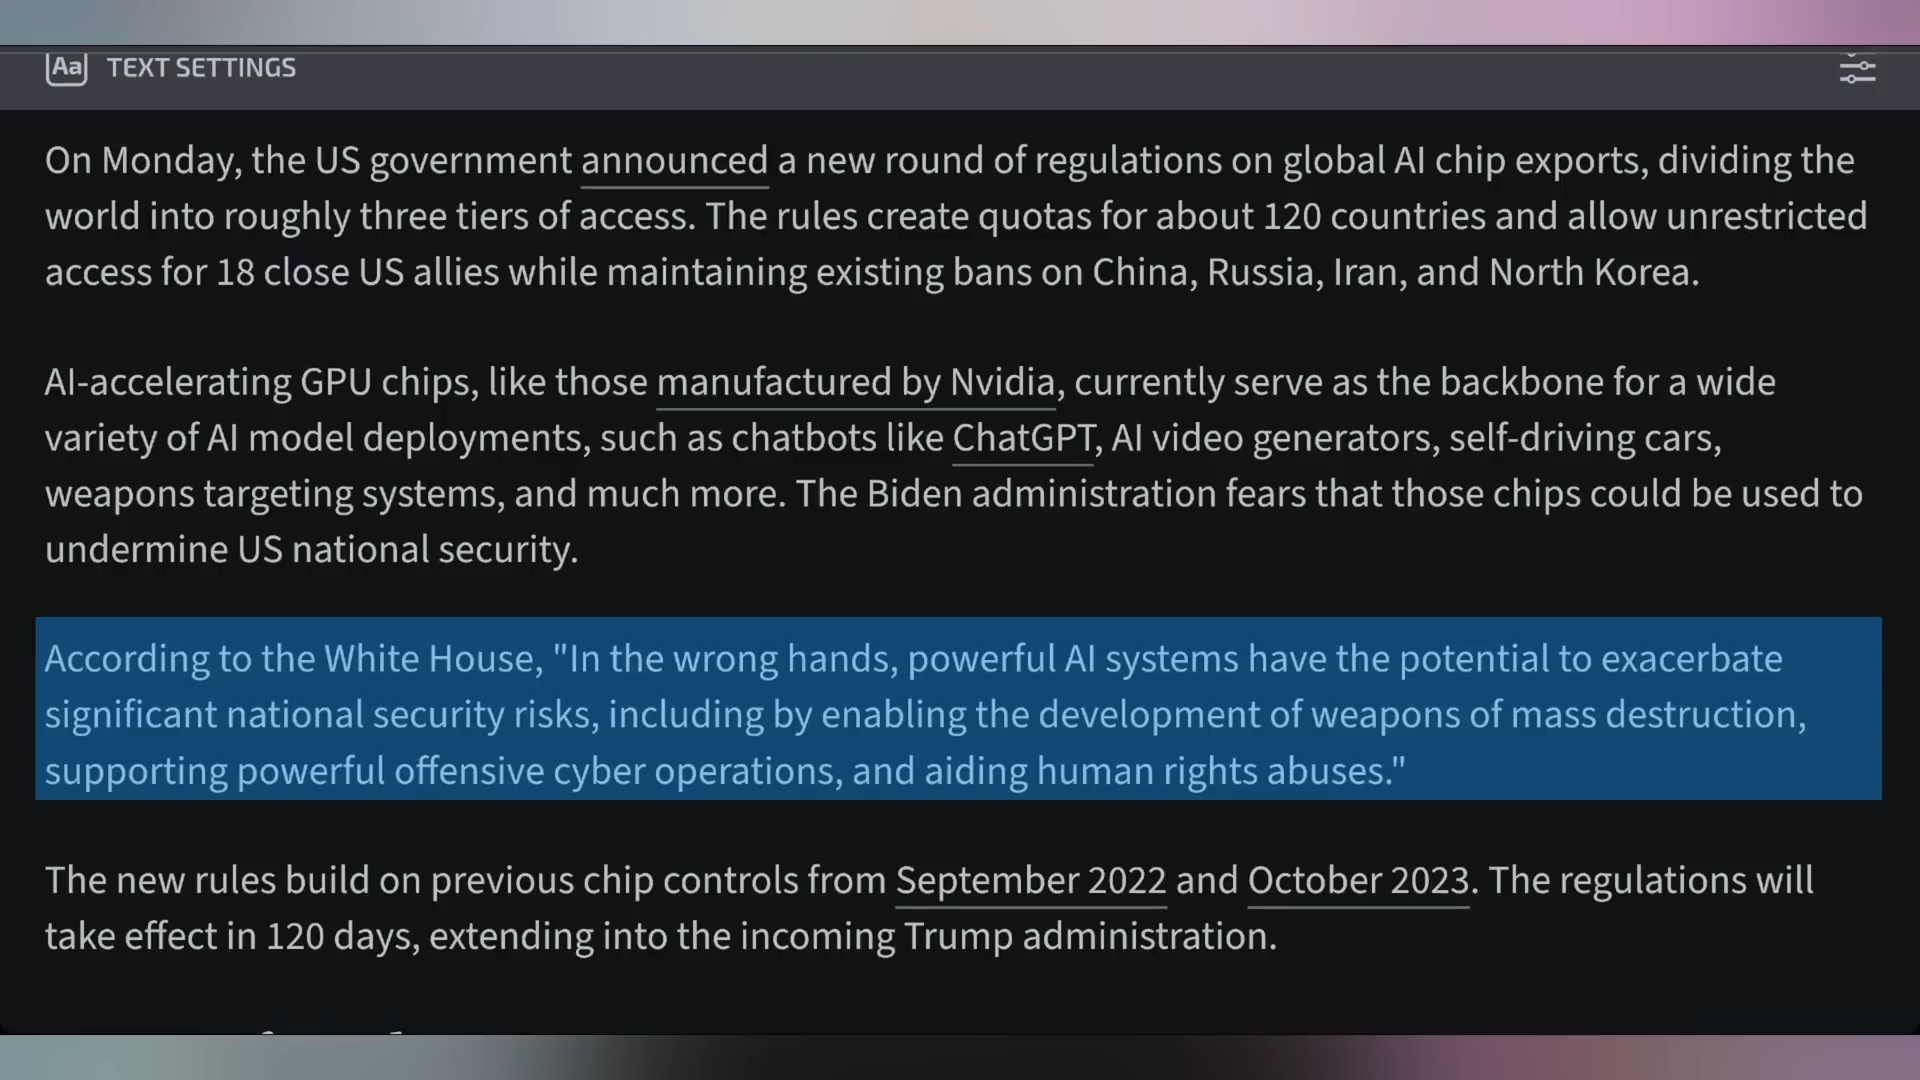 Aa TEXT SETTINGS
On Monday, the US government announced a new round of regulations on global AI chip exports, dividing the
world into roughly three tiers of access. The rules create quotas for about 120 countries and allow unrestricted
access for 18 close US allies while maintaining existing bans on China, Russia, Iran, and North Korea.
AI-accelerating GPU chips, like those manufactured by Nvidia, currently serve as the backbone for a wide
variety of AI model deployments, such as chatbots like ChatGPT, AI video generators, self-driving cars,
weapons targeting systems, and much more. The Biden administration fears that those chips could be used to
undermine US national security.
According to the White House, "In the wrong hands, powerful AI systems have the potential to exacerbate
significant national security risks, including by enabling the development of weapons of mass destruction,
supporting powerful offensive cyber operations, and aiding human rights abuses."
The new rules build on previous chip controls from September 2022 and October 2023. The regulations will
take effect in 120 days, extending into the incoming Trump administration.